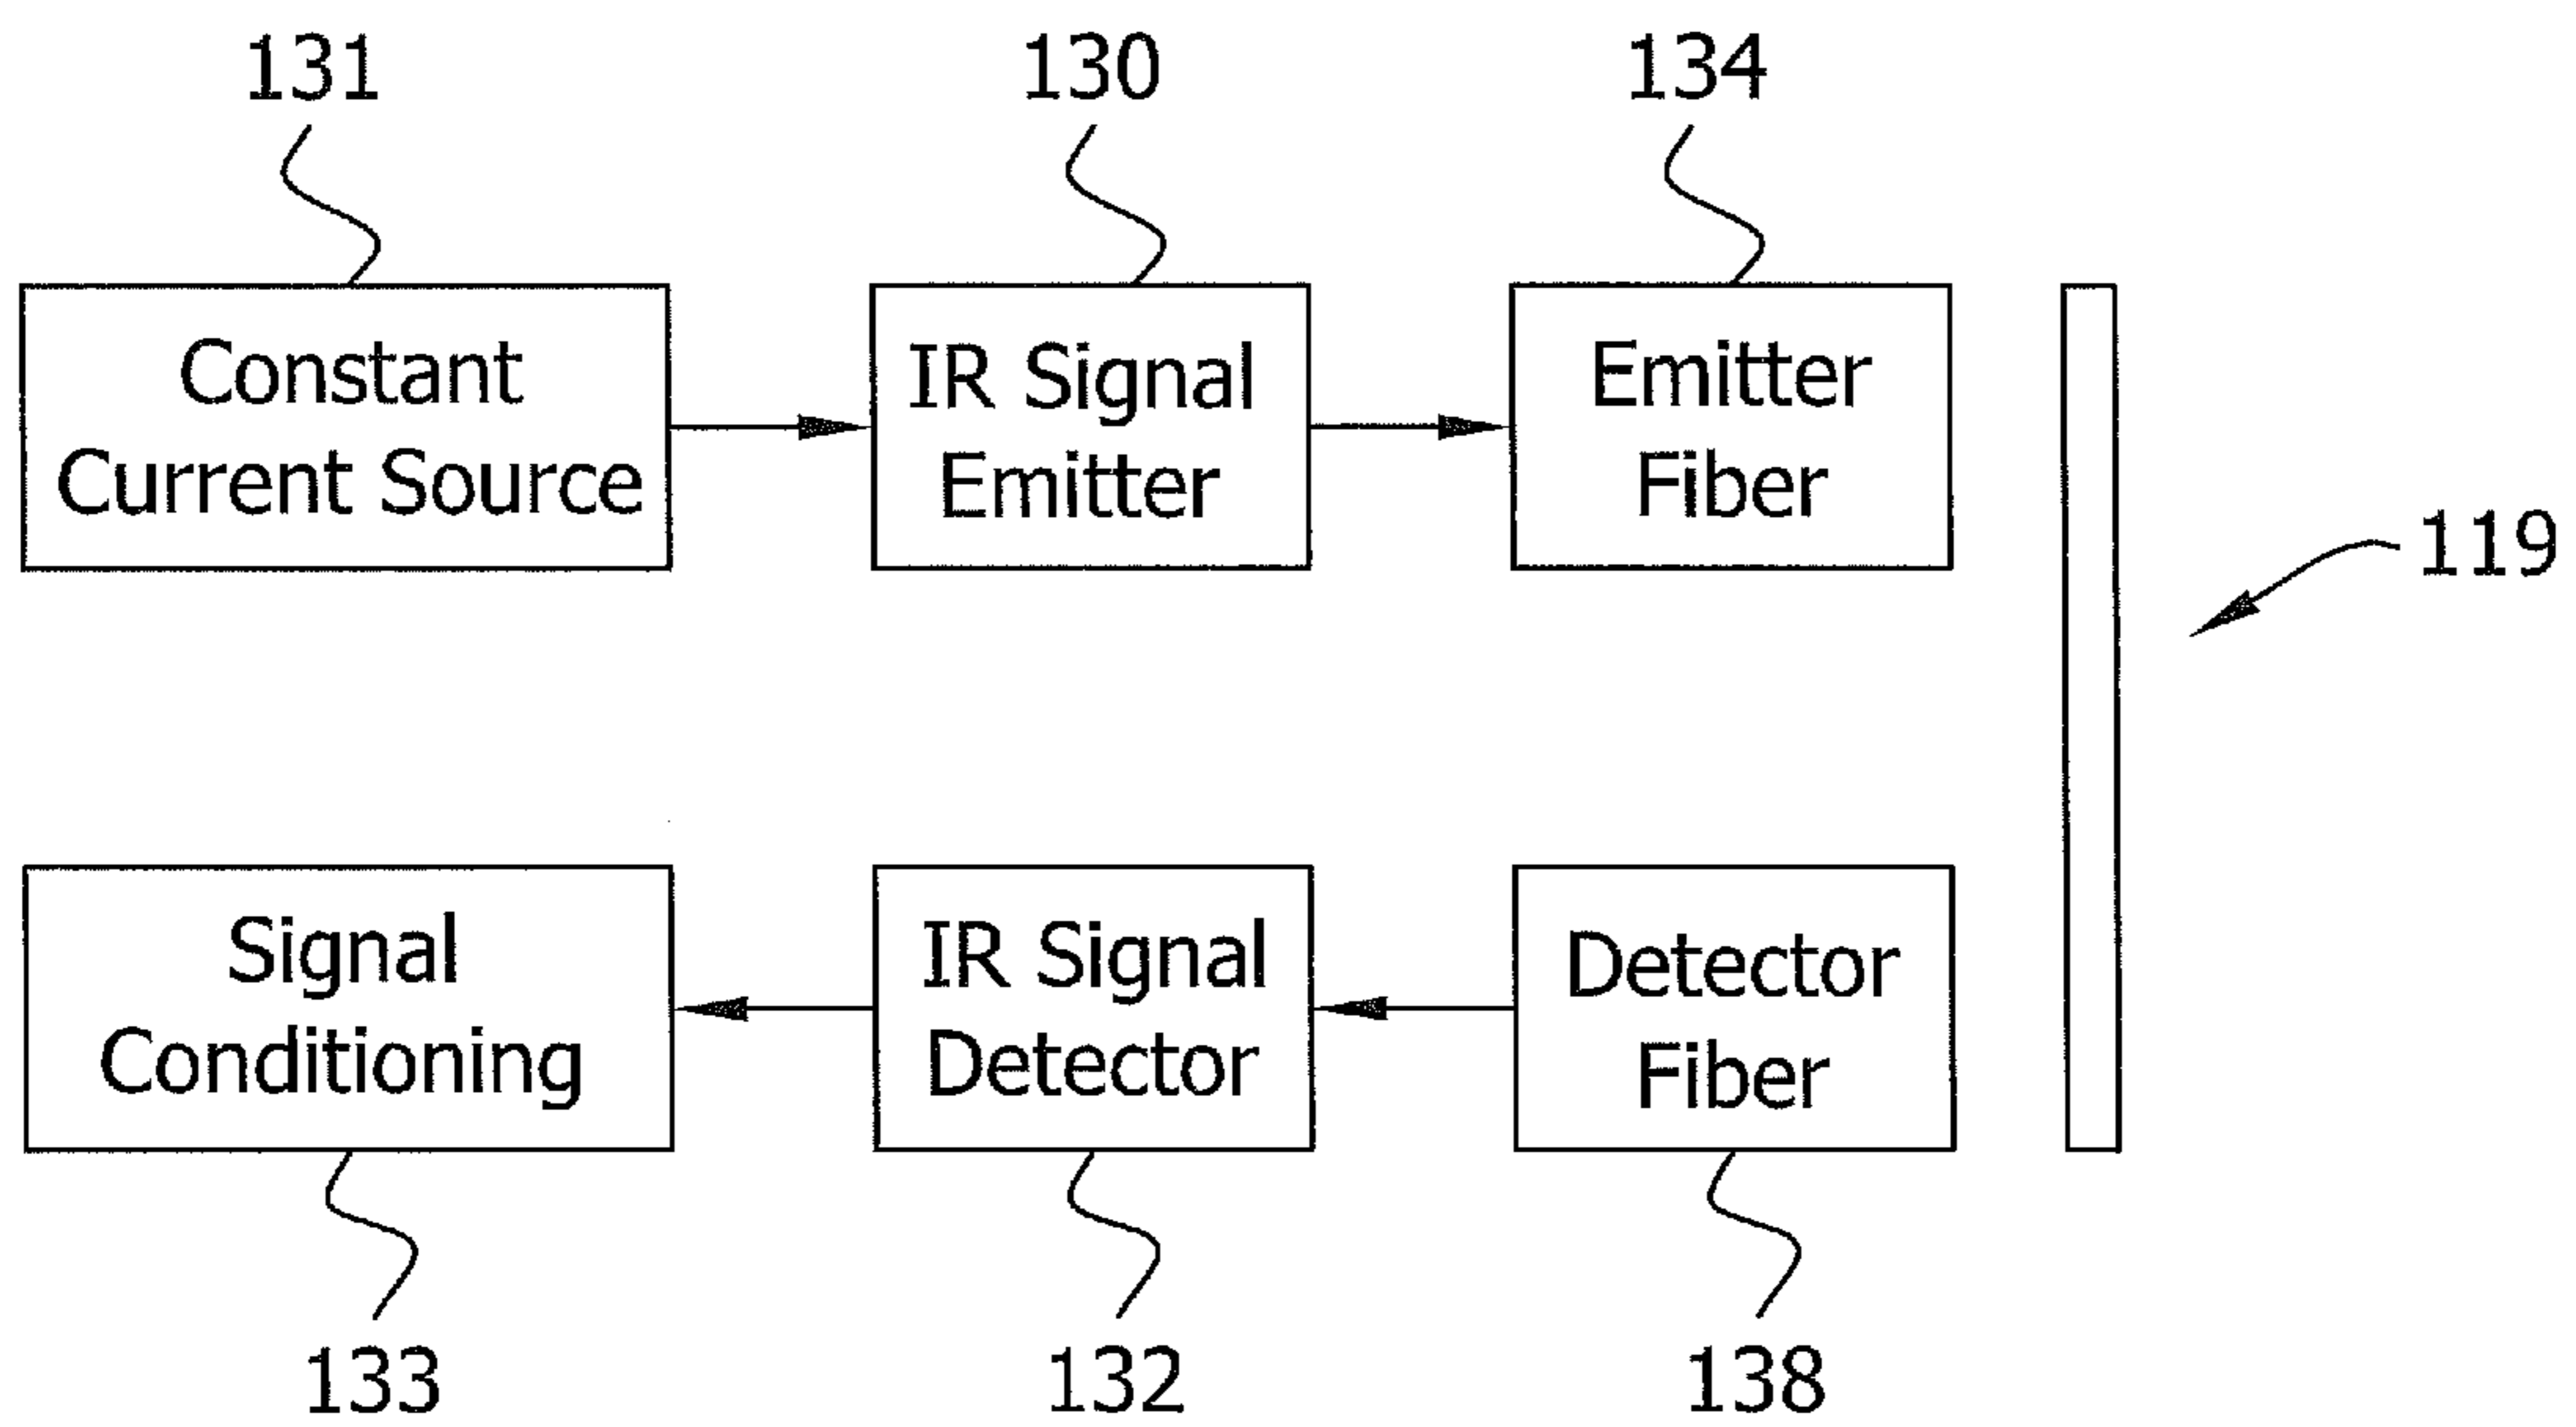 131
130
134
Constant
Current Source
IR Signal
Emitter
Emitter
Fiber
119
Signal
Conditioning
IR Signal
Detector
Detector
Fiber
133
132
138